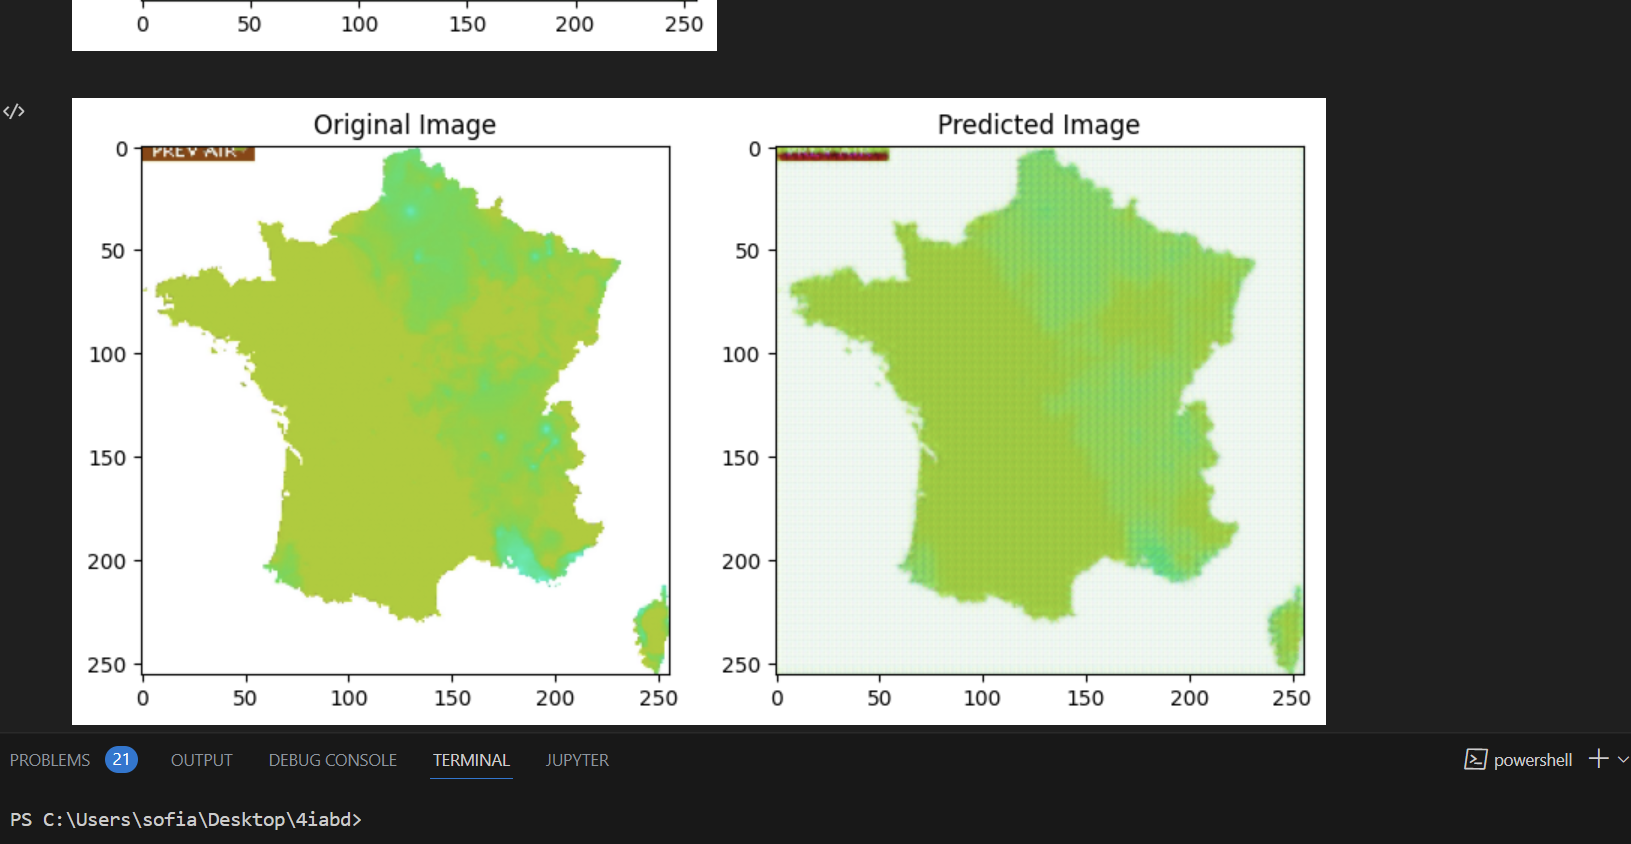 0 50 100 150 200 250
Original Image
Predicted Image
0
PREV AIR
50
100
150
200
250
0 50 100 150 200 250
0
50
100
150
200
250
0 50 100 150 200 250
PROBLEMS 21 OUTPUT DEBUG CONSOLE TERMINAL JUPYTER
powershell
PS C:\Users\sofia\Desktop\4iabd>